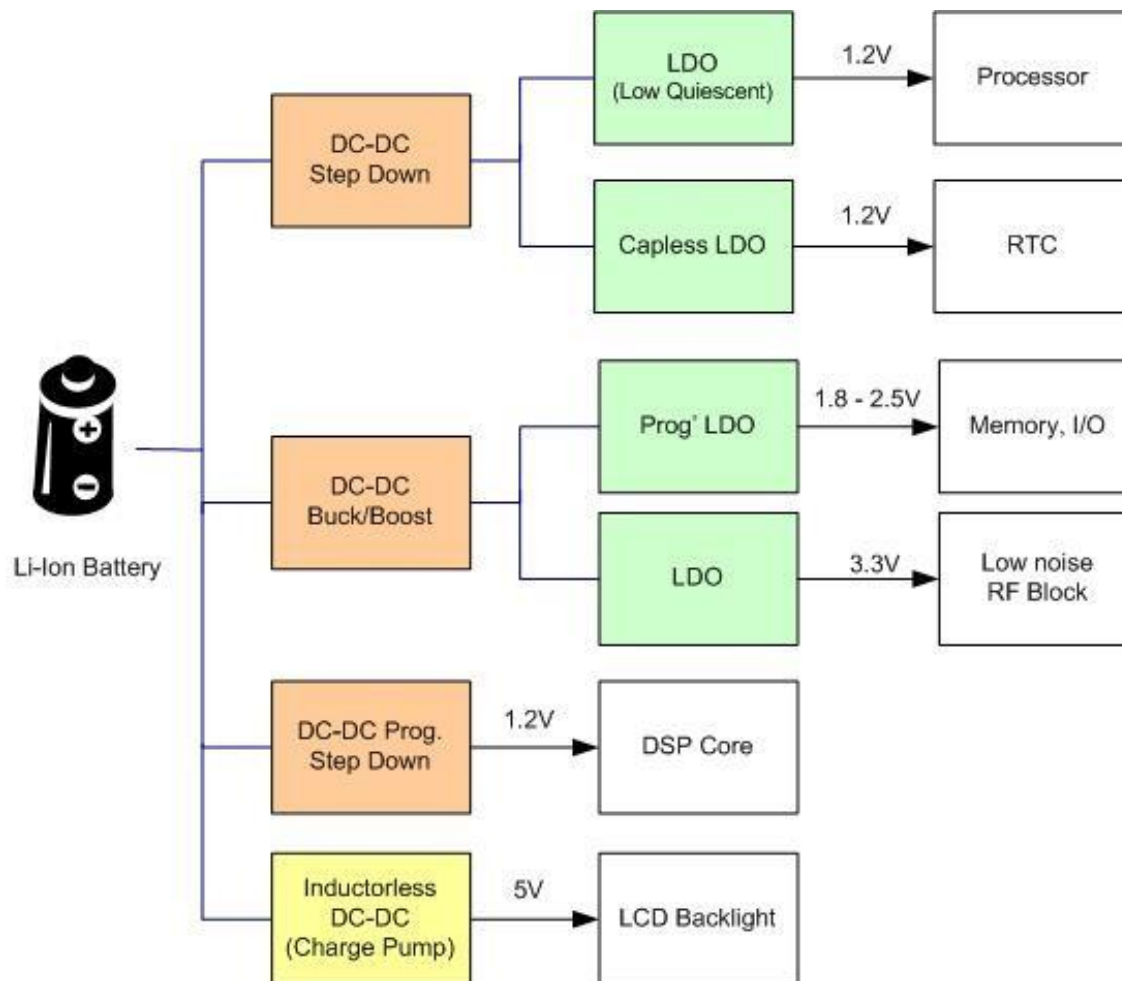 LDO
(Low Quiescent)
1.2V
Processor
DC-DC
Step Down
Capless LDO
1.2V
RTC
Prog' LDO
1.8 - 2.5V
Memory, I/O
DC-DC
Buck/Boost
Li-Ion Battery
LDO
3.3V
Low noise
RF Block
DC-DC Prog.
Step Down
1.2V
DSP Core
Inductorless
DC-DC
(Charge Pump)
5V
LCD Backlight